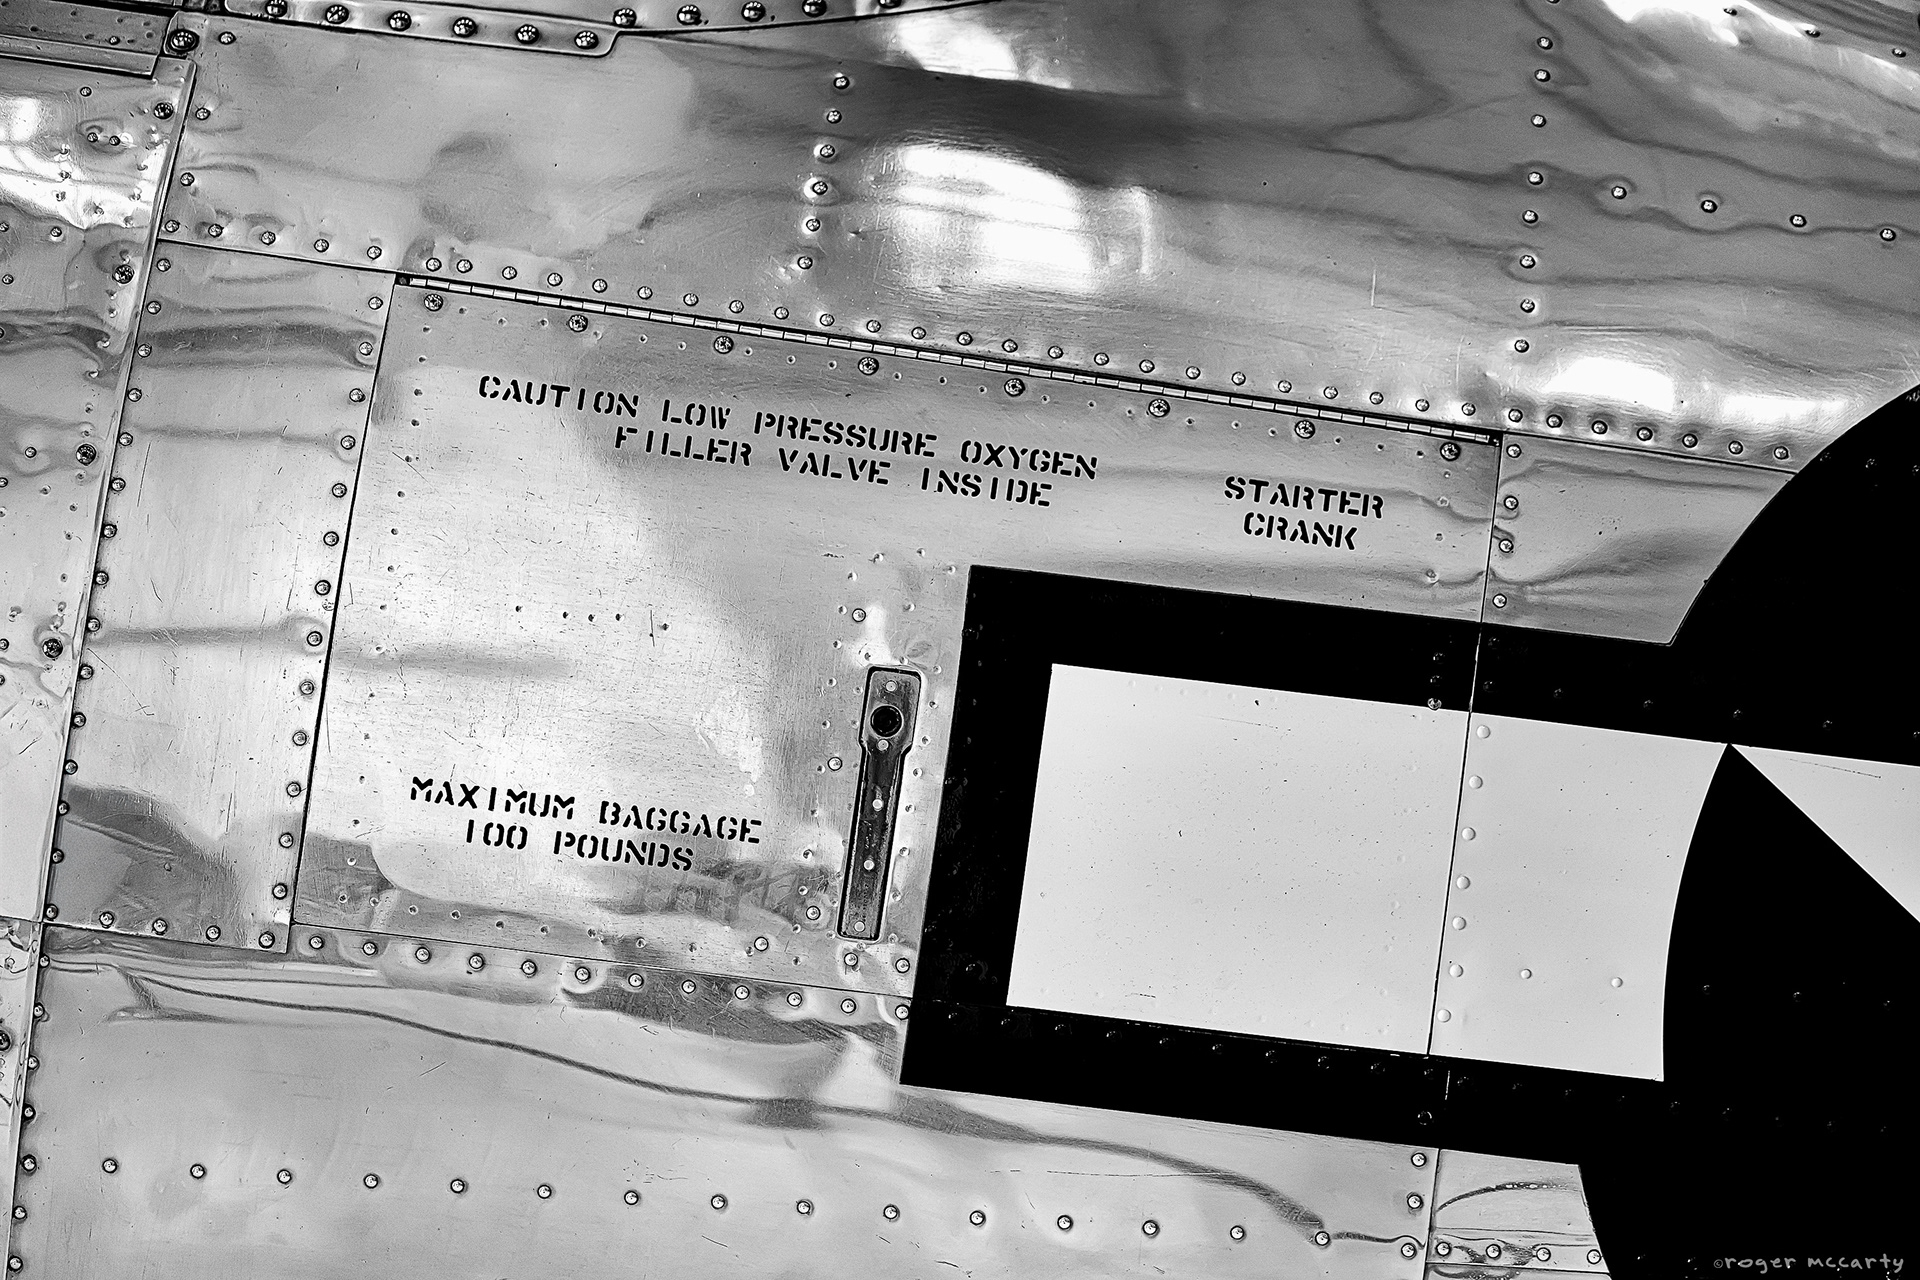 CAUTION LOW PRESSURE OXYGEN
FILLER VALVE INSIDE
STARTER
CRANK
MAXIMUM BAGGAGE
100 POUNDS
©roger mccarty